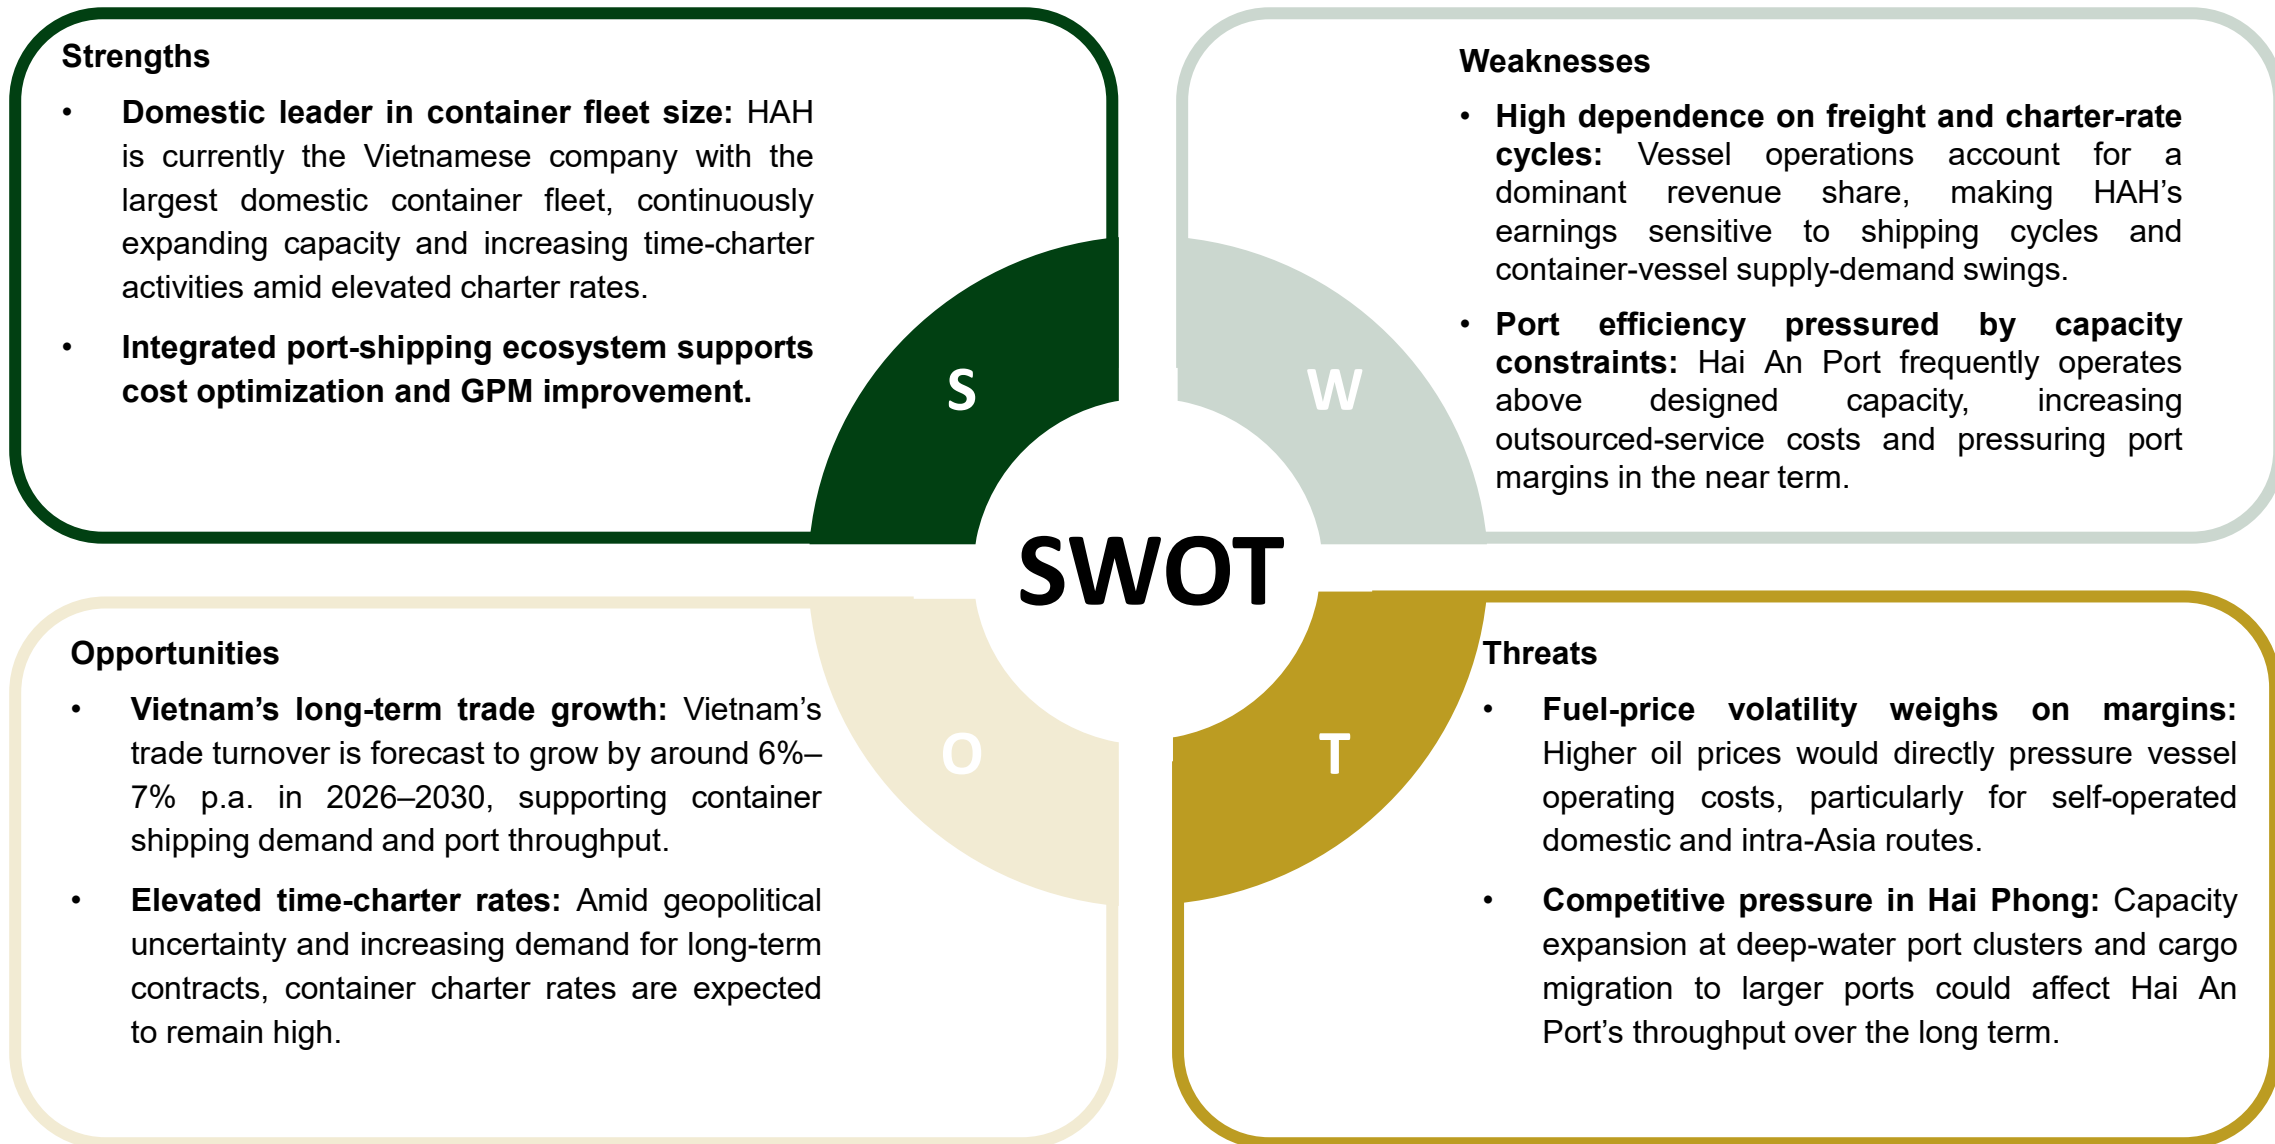 Strengths
• Domestic leader in container fleet size: HAH
is currently the Vietnamese company with the
largest domestic container fleet, continuously
expanding capacity and increasing time-charter
activities amid elevated charter rates.
• Integrated port-shipping ecosystem supports
cost optimization and GPM improvement.
S
Weaknesses
• High dependence on freight and charter-rate
cycles: Vessel operations account for a
dominant revenue share, making HAH’s
earnings sensitive to shipping cycles and
container-vessel supply-demand swings.
• Port efficiency pressured by capacity
constraints: Hai An Port frequently operates
above designed capacity, increasing
outsourced-service costs and pressuring port
margins in the near term.
W
SWOT
Opportunities
• Vietnam’s long-term trade growth: Vietnam’s
trade turnover is forecast to grow by around 6%–
7% p.a. in 2026–2030, supporting container
shipping demand and port throughput.
• Elevated time-charter rates: Amid geopolitical
uncertainty and increasing demand for long-term
contracts, container charter rates are expected
to remain high.
O
Threats
• Fuel-price volatility weighs on margins:
Higher oil prices would directly pressure vessel
operating costs, particularly for self-operated
domestic and intra-Asia routes.
• Competitive pressure in Hai Phong: Capacity
expansion at deep-water port clusters and cargo
migration to larger ports could affect Hai An
Port’s throughput over the long term.
T